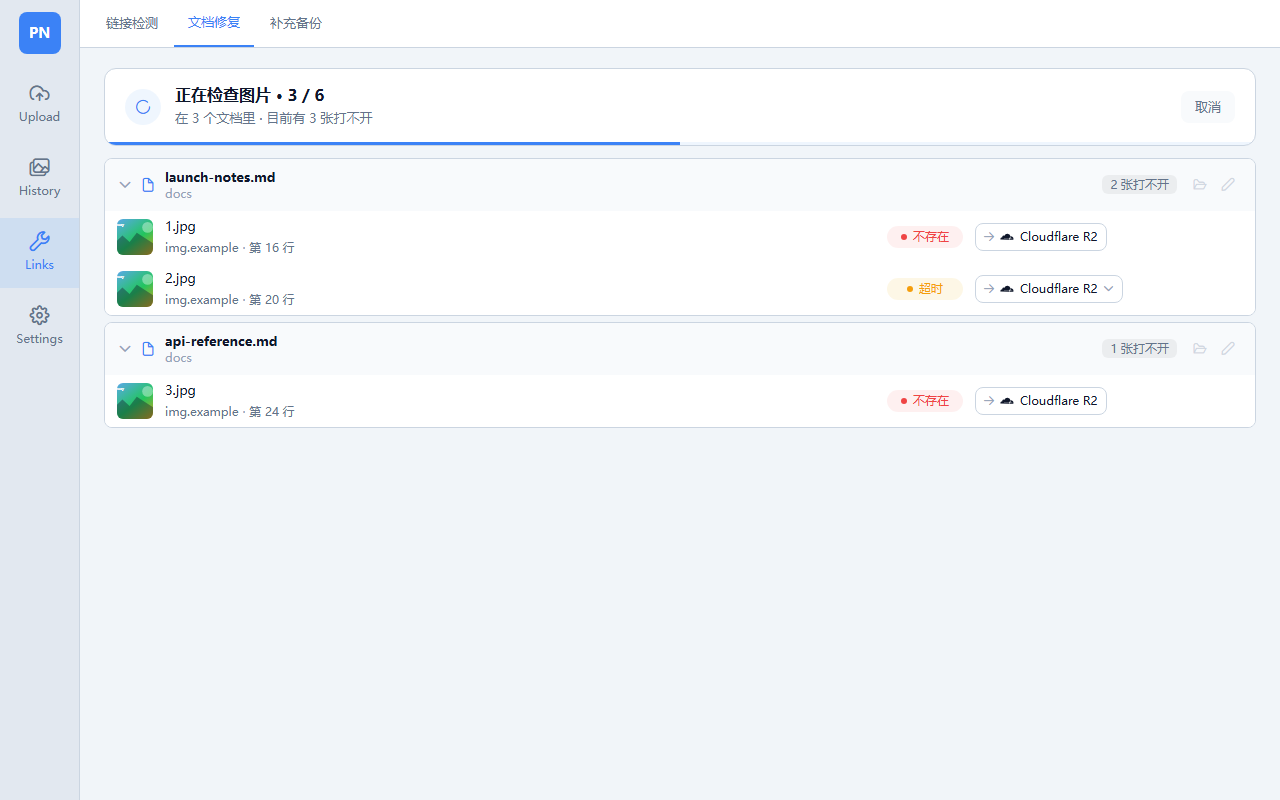 PN
Upload
History
Links
Settings
链接检测 文档修复 补充备份
正在检查图片 • 3 / 6
在 3 个文档里 · 目前有 3 张打不开
取消
launch-notes.md
docs
2 张打不开
1.jpg
img.example · 第 16 行
不存在
Cloudflare R2
2.jpg
img.example · 第 20 行
超时
Cloudflare R2
api-reference.md
docs
1 张打不开
3.jpg
img.example · 第 24 行
不存在
Cloudflare R2